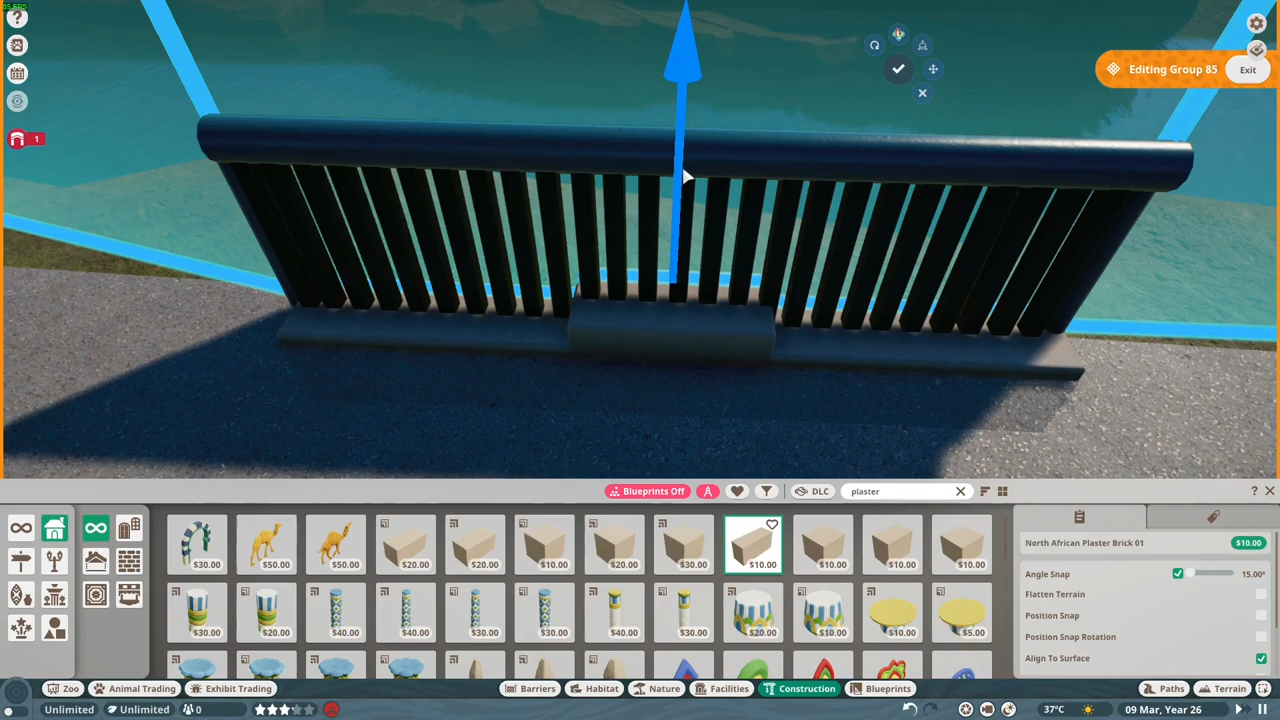 85 FPS
Editing Group 85
Exit
1
Blueprints Off
DLC
plaster
$30.00
$50.00
$50.00
$20.00
$20.00
$10.00
$20.00
$30.00
$10.00
$10.00
$10.00
$10.00
$30.00
$20.00
$40.00
$40.00
$30.00
$30.00
$40.00
$30.00
$20.00
$10.00
$10.00
$5.00
North African Plaster Brick 01
$10.00
Angle Snap
15.00°
Flatten Terrain
Position Snap
Position Snap Rotation
Align To Surface
Zoo
Animal Trading
Exhibit Trading
Barriers
Habitat
Nature
Facilities
Construction
Blueprints
Paths
Terrain
Unlimited
Unlimited
0
37°C
09 Mar, Year 26